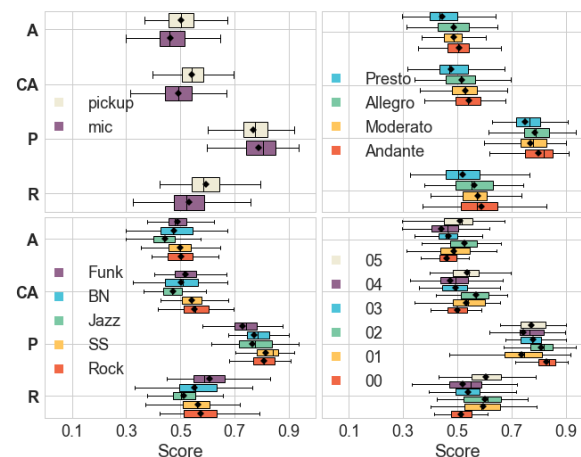 A
CA
P
R
pickup
mic
Presto
Allegro
Moderato
Andante
A
CA
P
R
Funk
BN
Jazz
SS
Rock
05
04
03
02
01
00
0.1 0.3 0.5 0.7 0.9
Score
0.1 0.3 0.5 0.7 0.9
Score